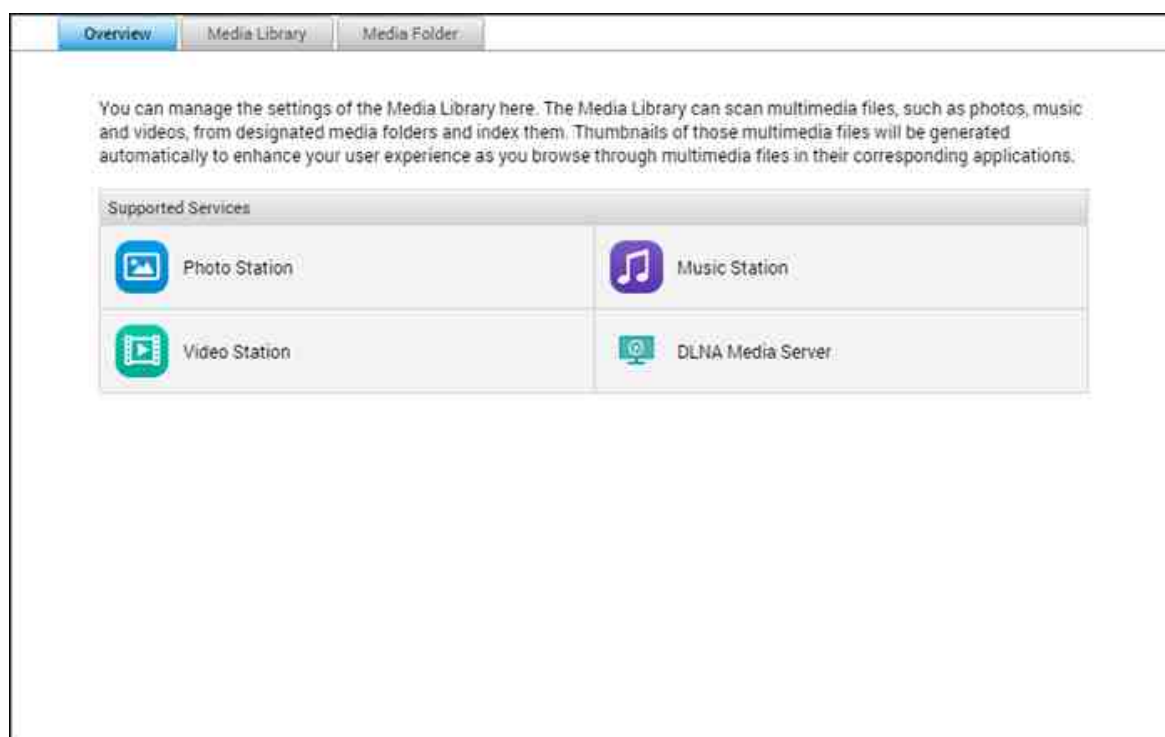 Overview
Media Library
Media Folder
You can manage the settings of the Media Library here. The Media Library can scan multimedia files, such as photos, music
and videos, from designated media folders and index them. Thumbnails of those multimedia files will be generated
automatically to enhance your user experience as you browse through multimedia files in their corresponding applications.
Supported Services
Photo Station
Music Station
Video Station
DLNA Media Server